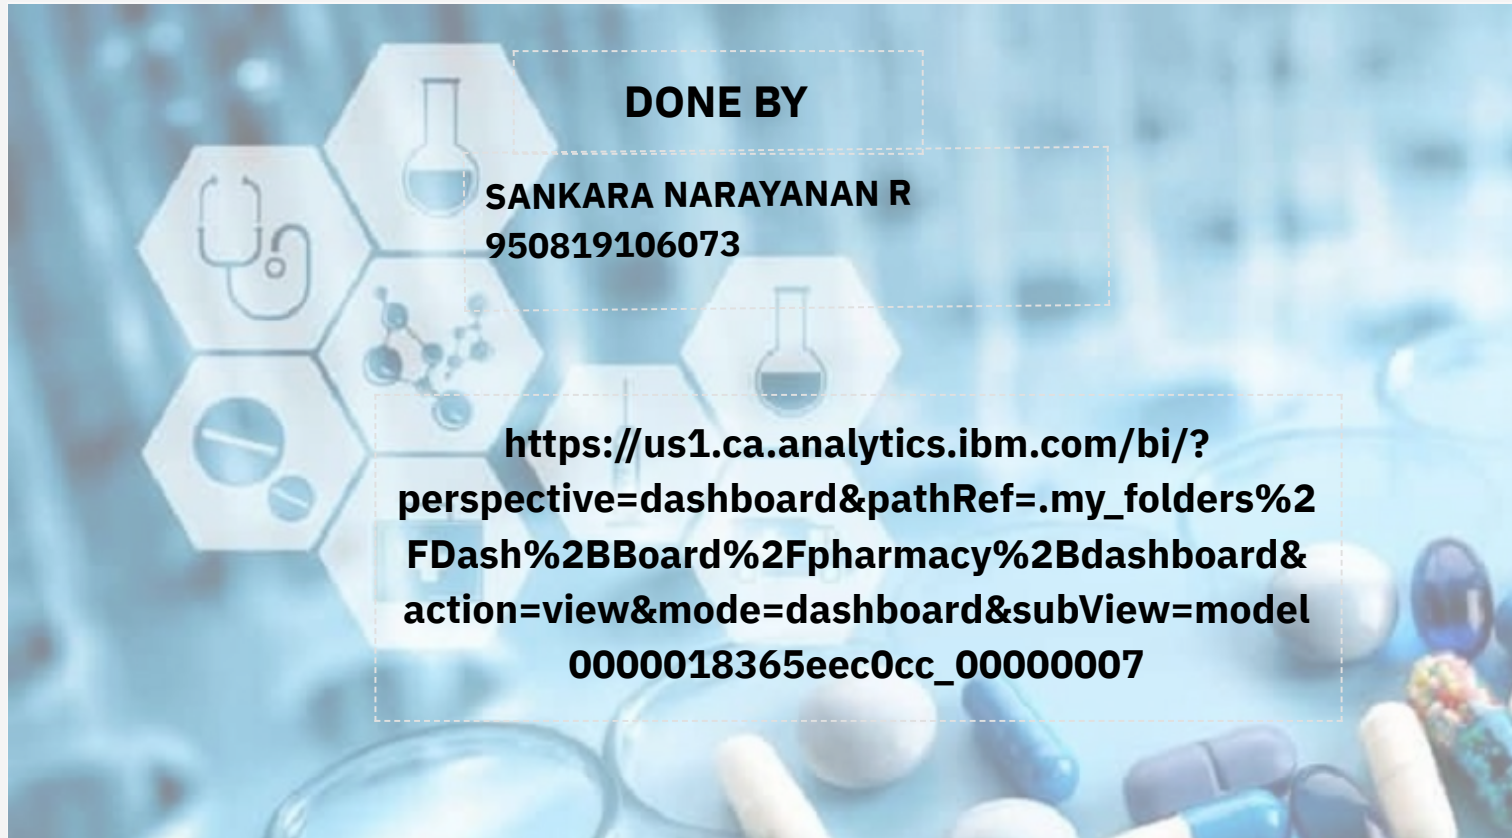 DONE BY
SANKARA NARAYANAN R
950819106073
https://us1.ca.analytics.ibm.com/bi/?
perspective=dashboard&pathRef=.my_folders%2
FDash%2BBoard%2Fpharmacy%2Bdashboard&
action=view&mode=dashboard&subView=model
0000018365eec0cc_00000007